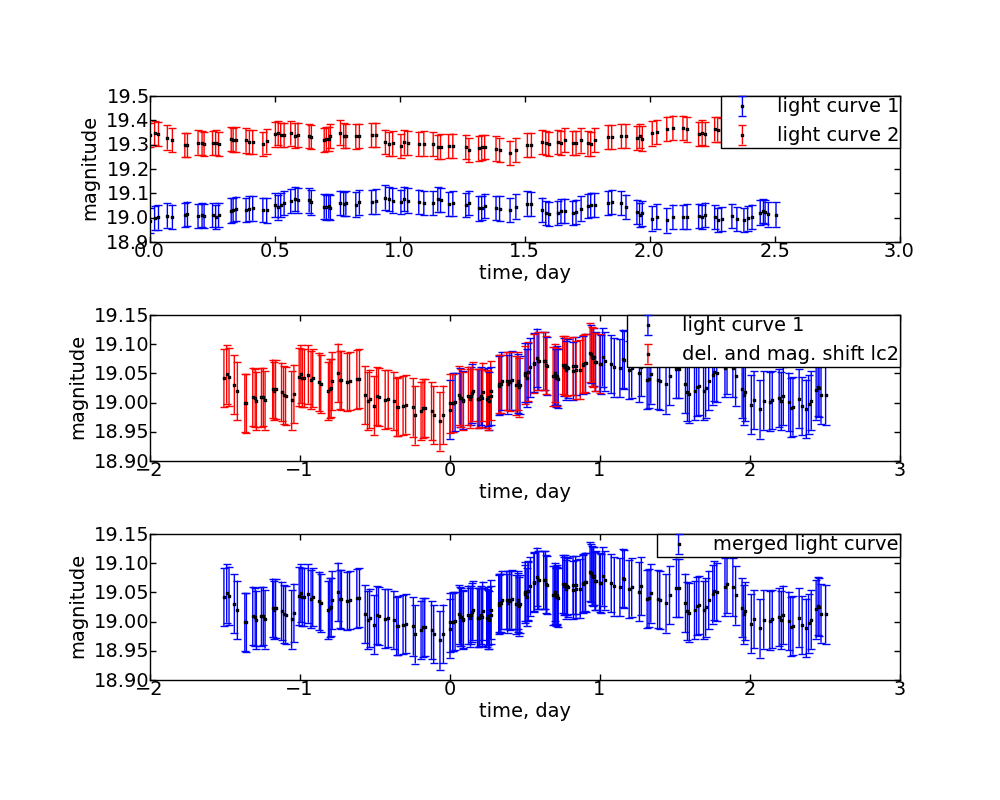 19.5
19.4
19.3
19.2
19.1
19.0
18.9
magnitude
light curve 1
light curve 2
0.0 0.5 1.0 1.5 2.0 2.5 3.0
time, day
19.15
19.10
19.05
19.00
18.95
18.90
magnitude
light curve 1
del. and mag. shift lc2
−2 −1 0 1 2 3
time, day
19.15
19.10
19.05
19.00
18.95
18.90
magnitude
merged light curve
−2 −1 0 1 2 3
time, day